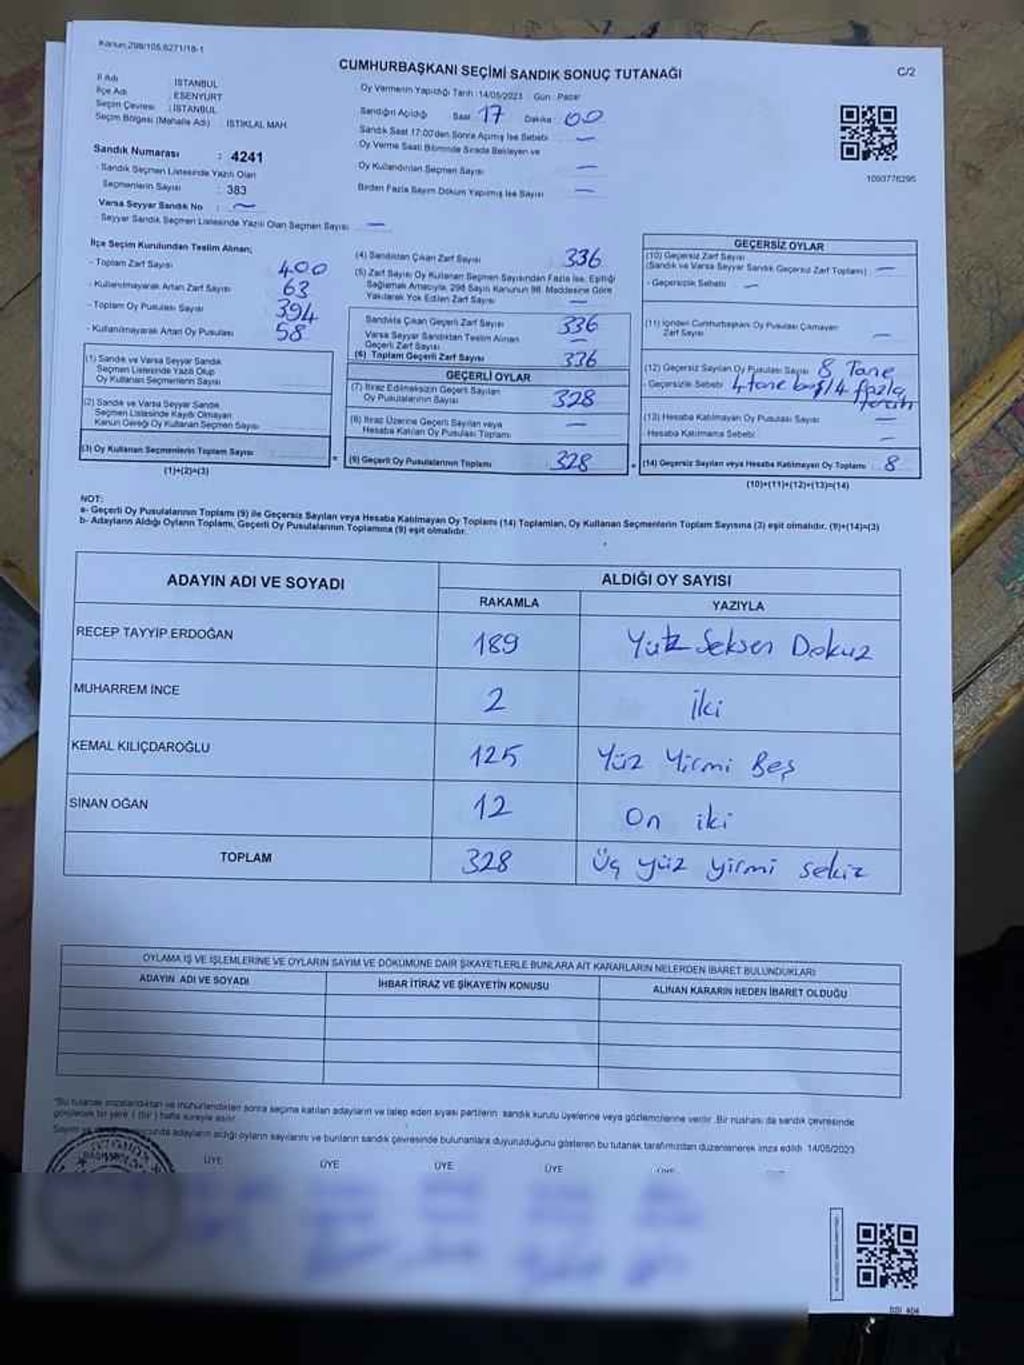 Kanun:298/105,6271/18-1
CUMHURBAŞKANI SEÇİMİ SANDIK SONUÇ TUTANAĞI
C/2
İl Adı : İSTANBUL
İlçe Adı : ESENYURT
Seçim Çevresi : İSTANBUL
Seçim Bölgesi (Mahalle Adı) : İSTİKLAL MAH
Sandık Numarası : 4241
Sandık Seçmen Listesinde Yazılı Olan
Seçmenlerin Sayısı : 383
Varsa Seyyar Sandık No : —
Seyyar Sandık Seçmen Listesinde Yazılı Olan Seçmen Sayısı —
Oy Vermenin Yapıldığı Tarih :14/05/2023 Gün : Pazar
Sandığın Açıldığı Saat 17 Dakika 00
Sandık Saat 17:00'den Sonra Açılmış İse Sebebi —
Oy Verme Saati Bitiminde Sırada Bekleyen ve
Oy Kullandırılan Seçmen Sayısı —
Birden Fazla Sayım Döküm Yapılmış İse Sayısı —
1093776295
İlçe Seçim Kurulundan Teslim Alınan;
- Toplam Zarf Sayısı 400
- Kullanılmayarak Artan Zarf Sayısı 63
- Toplam Oy Pusulası Sayısı 394
- Kullanılmayarak Artan Oy Pusulası 58
(1) Sandık ve Varsa Seyyar Sandık
Seçmen Listesinde Yazılı Olup
Oy Kullanan Seçmenlerin Sayısı
(2) Sandık ve Varsa Seyyar Sandık
Seçmen Listesinde Kayıtlı Olmayan
Kanun Gereği Oy Kullanan Seçmen Sayısı
(3) Oy Kullanan Seçmenlerin Toplam Sayısı
(1)+(2)=(3)
(4) Sandıktan Çıkan Zarf Sayısı 336
(5) Zarf Sayısı Oy Kullanan Seçmen Sayısından Fazla İse, Eşitliği
Sağlamak Amacıyla, 298 Sayılı Kanunun 98. Maddesine Göre
Yakılarak Yok Edilen Zarf Sayısı —
Sandıkta Çıkan Geçerli Zarf Sayısı 336
Varsa Seyyar Sandıktan Teslim Alınan
Geçerli Zarf Sayısı —
(6) Toplam Geçerli Zarf Sayısı 336
GEÇERLİ OYLAR
(7) İtiraz Edilmeksizin Geçerli Sayılan
Oy Pusulalarının Sayısı 328
(8) İtiraz Üzerine Geçerli Sayılan veya
Hesaba Katılan Oy Pusulası Toplamı —
= (9) Geçerli Oy Pusulalarının Toplamı 328
GEÇERSİZ OYLAR
(10) Geçersiz Zarf Sayısı
(Sandık ve Varsa Seyyar Sandık Geçersiz Zarf Toplamı) —
- Geçersizlik Sebebi —
(11) İçinden Cumhurbaşkanı Oy Pusulası Çıkmayan
Zarf Sayısı —
(12) Geçersiz Sayılan Oy Pusulası Sayısı 8 Tane
- Geçersizlik Sebebi 4 tane boş/4 fazla
(13) Hesaba Katılmayan Oy Pusulası Sayısı —
- Hesaba Katılmama Sebebi —
+ (14) Geçersiz Sayılan veya Hesaba Katılmayan Oy Toplamı 8
(10)+(11)+(12)+(13)=(14)
NOT:
a- Geçerli Oy Pusulalarının Toplamı (9) ile Geçersiz Sayılan veya Hesaba Katılmayan Oy Toplamı (14) Toplamları, Oy Kullanan Seçmenlerin Toplam Sayısına (3) eşit olmalıdır. (9)+(14)=(3)
b- Adayların Aldığı Oyların Toplamı, Geçerli Oy Pusulalarının Toplamına (9) eşit olmalıdır.
ADAYIN ADI VE SOYADI
ALDIĞI OY SAYISI
RAKAMLA YAZIYLA
RECEP TAYYİP ERDOĞAN 189 Yüz Seksen Dokuz
MUHARREM İNCE 2 iki
KEMAL KILIÇDAROĞLU 125 Yüz Yirmi Beş
SİNAN OĞAN 12 On iki
TOPLAM 328 Üç yüz yirmi sekiz
OYLAMA İŞ VE İŞLEMLERİNE VE OYLARIN SAYIM VE DÖKÜMÜNE DAİR ŞİKAYETLERLE BUNLARA AİT KARARLARIN NELERDEN İBARET BULUNDUKLARI
ADAYIN ADI VE SOYADI İHBAR İTİRAZ VE ŞİKAYETİN KONUSU ALINAN KARARIN NEDEN İBARET OLDUĞU
"Bu tutanak imzalandıktan ve mühürlendikten sonra seçime katılan adayların ve talep eden siyasi partilerin sandık kurulu üyelerine veya gözlemcilerine verilir. Bir nüshası da sandık çevresinde
görülecek bir yere 1 (bir) hafta süreyle asılır
adayların aldığı oyların sayılarını ve bunların sandık çevresinde bulunanlara duyurulduğunu gösteren bu tutanak tarafımızdan düzenlenerek imza edildi 14/05/2023
ÜYE ÜYE ÜYE ÜYE